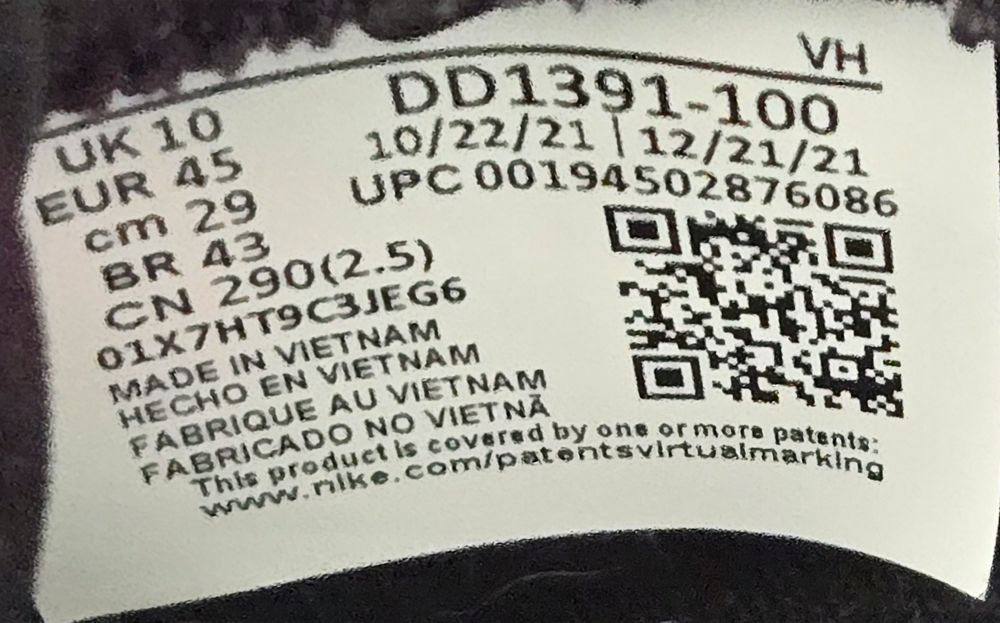 VH
DD1391-100
10/22/21 | 12/21/21
UPC 00194502876086
UK 10
EUR 45
cm 29
BR 43
CN 290(2.5)
01X7HT9C3JEG6
MADE IN VIETNAM
HECHO EN VIETNAM
FABRIQUE AU VIETNAM
FABRICADO NO VIETNÃ
This product is covered by one or more patents:
www.nike.com/patentsvirtualmarking